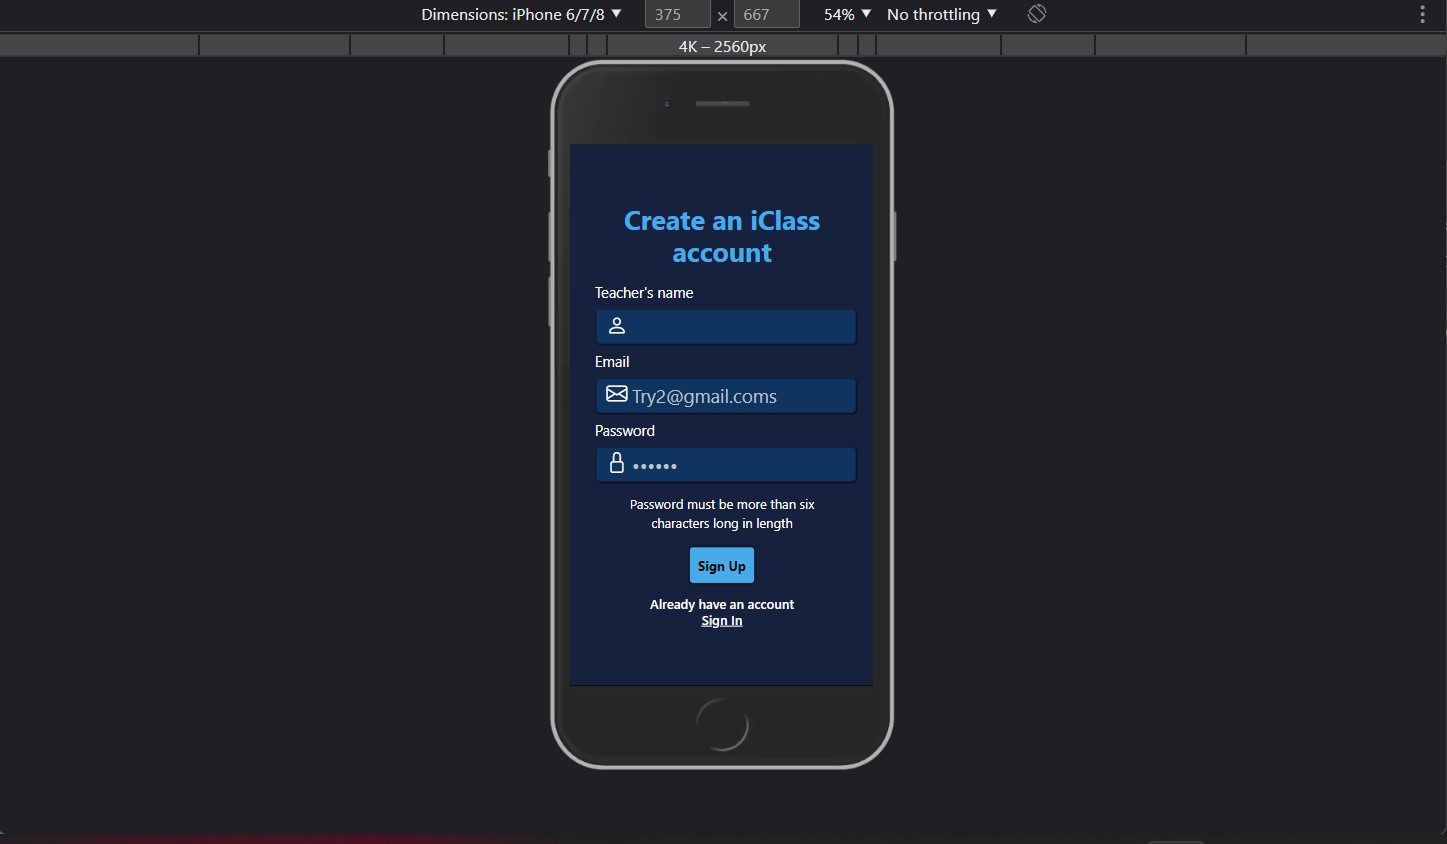 Dimensions: iPhone 6/7/8 ▼ 375 × 667 54% ▼ No throttling ▼
4K – 2560px
Create an iClass
account
Teacher's name
Email
Try2@gmail.coms
Password
••••••
Password must be more than six
characters long in length
Sign Up
Already have an account
Sign In